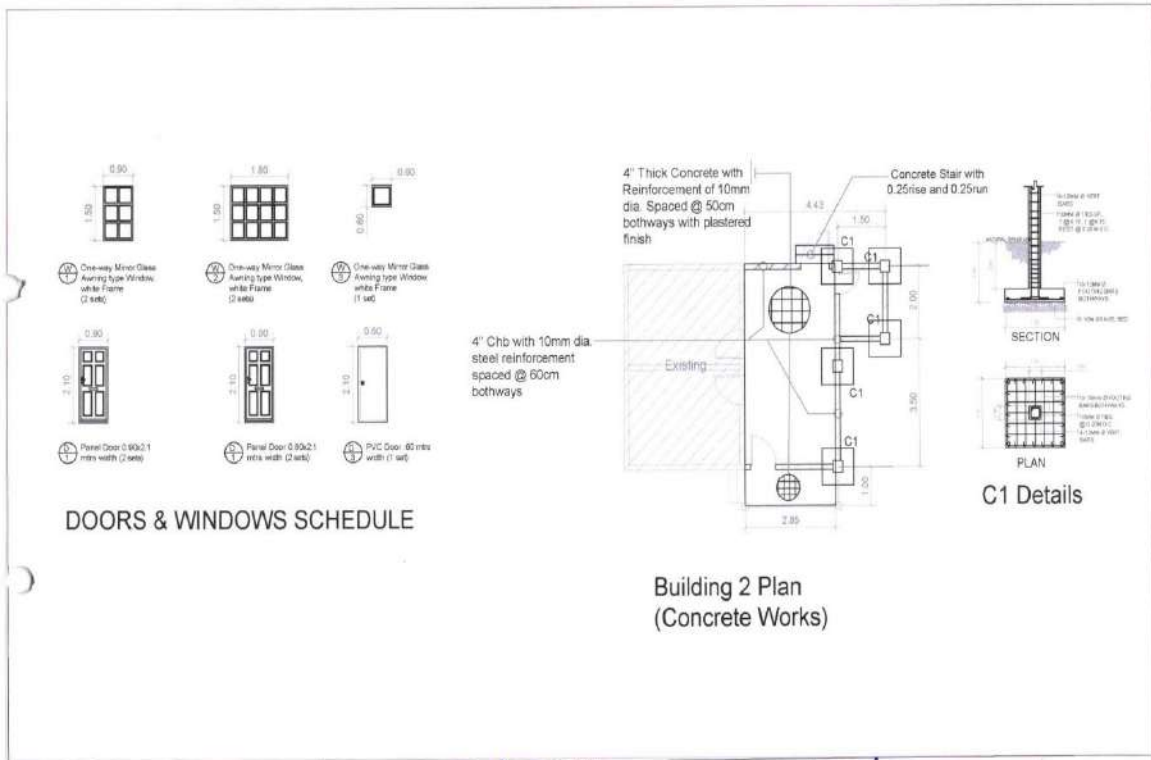 0.90
1.50
W
1
One-way Mirror Glass
Awning type Window,
white Frame
(2 sets)
1.80
1.50
W
2
One-way Mirror Glass
Awning type Window,
white Frame
(2 sets)
0.60
0.60
W
3
One-way Mirror Glass
Awning type Window,
white Frame
(1 set)
0.90
2.10
D
1
Panel Door 0.90x2.1
mtrs width (2 sets)
0.80
2.10
D
1
Panel Door 0.80x2.1
mtrs width (2 sets)
0.60
2.10
D
3
PVC Door .60 mtrs
width (1 set)
DOORS & WINDOWS SCHEDULE
4" Thick Concrete with
Reinforcement of 10mm
dia. Spaced @ 50cm
bothways with plastered
finish
Concrete Stair with
0.25rise and 0.25run
4.43
1.50
C1
C1
2.00
C1
4" Chb with 10mm dia.
steel reinforcement
spaced @ 60cm
bothways
Existing
C1
3.50
C1
1.00
2.85
Building 2 Plan
(Concrete Works)
SECTION
PLAN
C1 Details